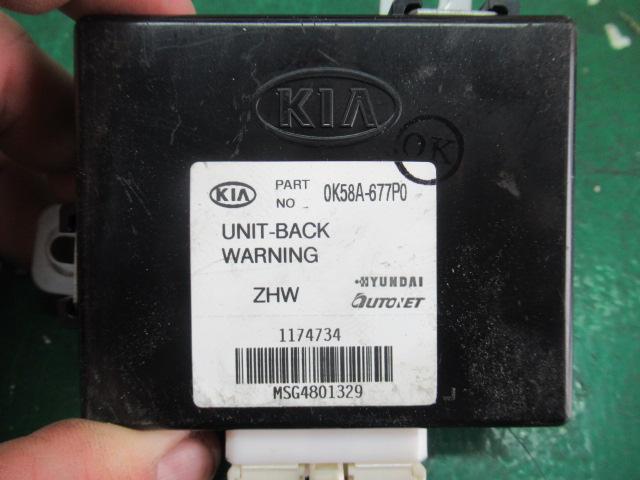 KIA
OK
KIA PART NO 0K58A-677P0
UNIT-BACK
WARNING
ZHW
HYUNDAI
AUTONET
1174734
MSG4801329